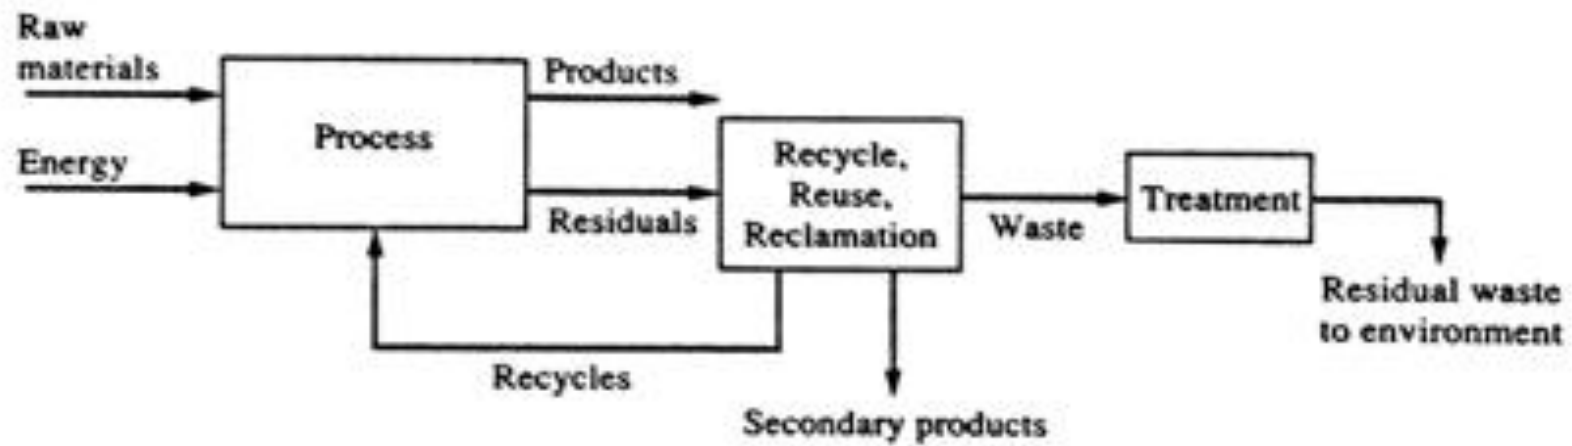 Raw
materials
Products
Process
Energy
Residuals
Recycle,
Reuse,
Reclamation
Waste
Treatment
Residual waste
to environment
Recycles
Secondary products